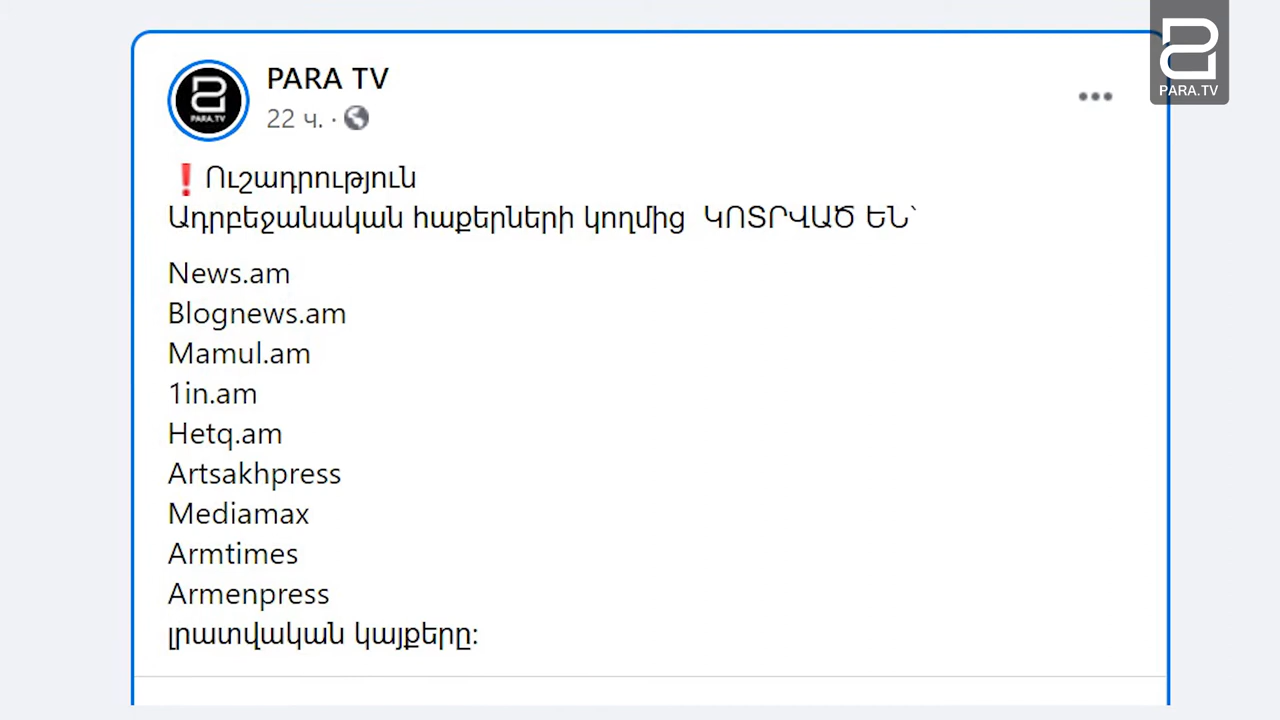 PARA TV
22 ч. ·
PARA.TV
PARA.TV
❗Ուշադրություն
Ադրբեջանական հաքերների կողմից ԿՈՏՐՎԱԾ ԵՆ՝
News.am
Blognews.am
Mamul.am
1in.am
Hetq.am
Artsakhpress
Mediamax
Armtimes
Armenpress
լրատվական կայքերը: